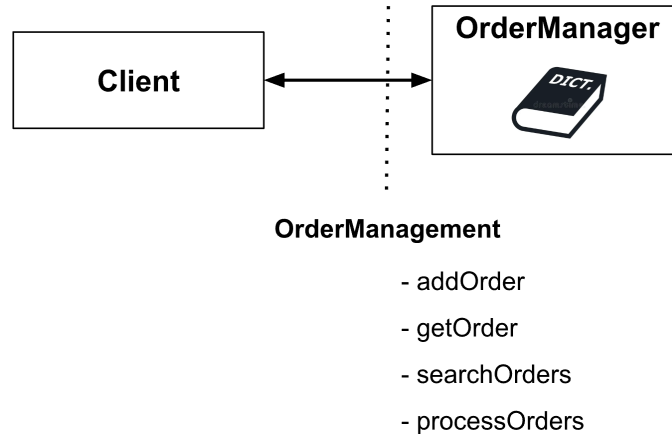 OrderManager
Client
DICT.
OrderManagement
- addOrder
- getOrder
- searchOrders
- processOrders